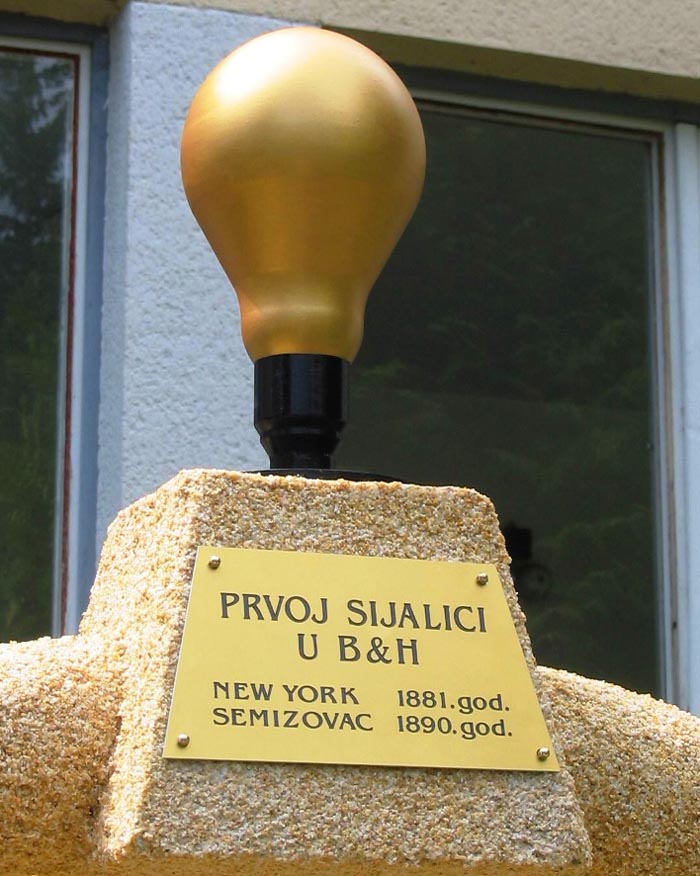 PRVOJ SIJALICI
U B&H
NEW YORK 1881.god.
SEMIZOVAC 1890.god.